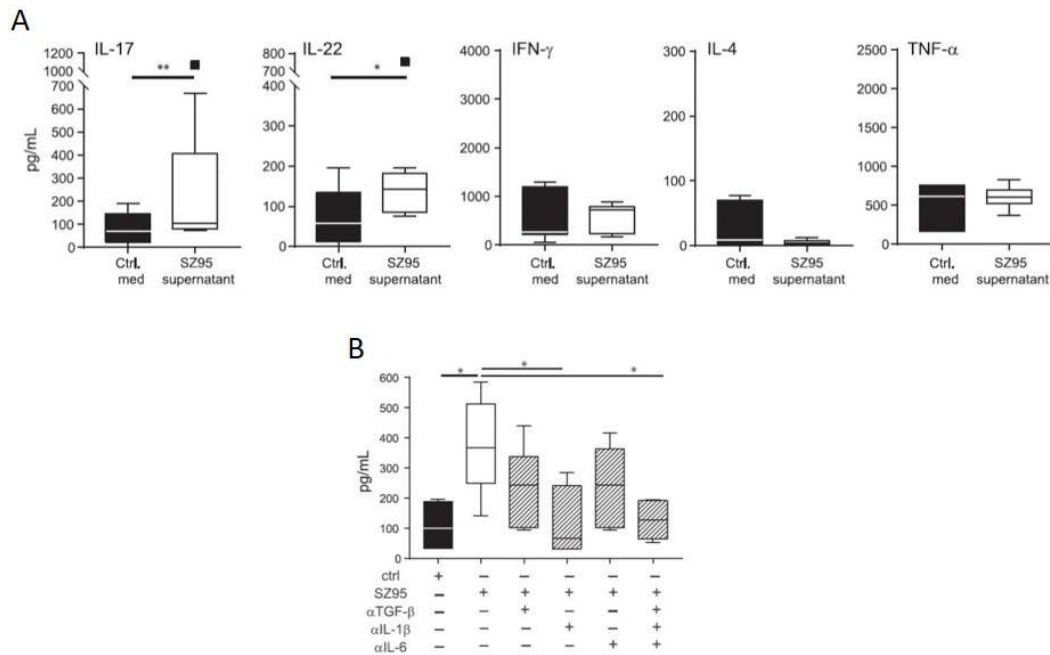 A
IL-17
1200
1000
700
600
500
400
300
200
100
0
pg/mL
**
Ctrl. med
SZ95 supernatant
IL-22
800
700
400
300
200
100
0
*
Ctrl. med
SZ95 supernatant
IFN-γ
4000
3000
2000
1000
0
Ctrl. med
SZ95 supernatant
IL-4
300
200
100
0
Ctrl. med
SZ95 supernatant
TNF-α
2500
2000
1500
1000
500
0
Ctrl. med
SZ95 supernatant
B
* * *
600
500
400
300
200
100
0
pg/mL
ctrl + – – – – –
SZ95 – + + + + +
αTGF-β – – + – – +
αIL-1β – – – + – +
αIL-6 – – – – + +